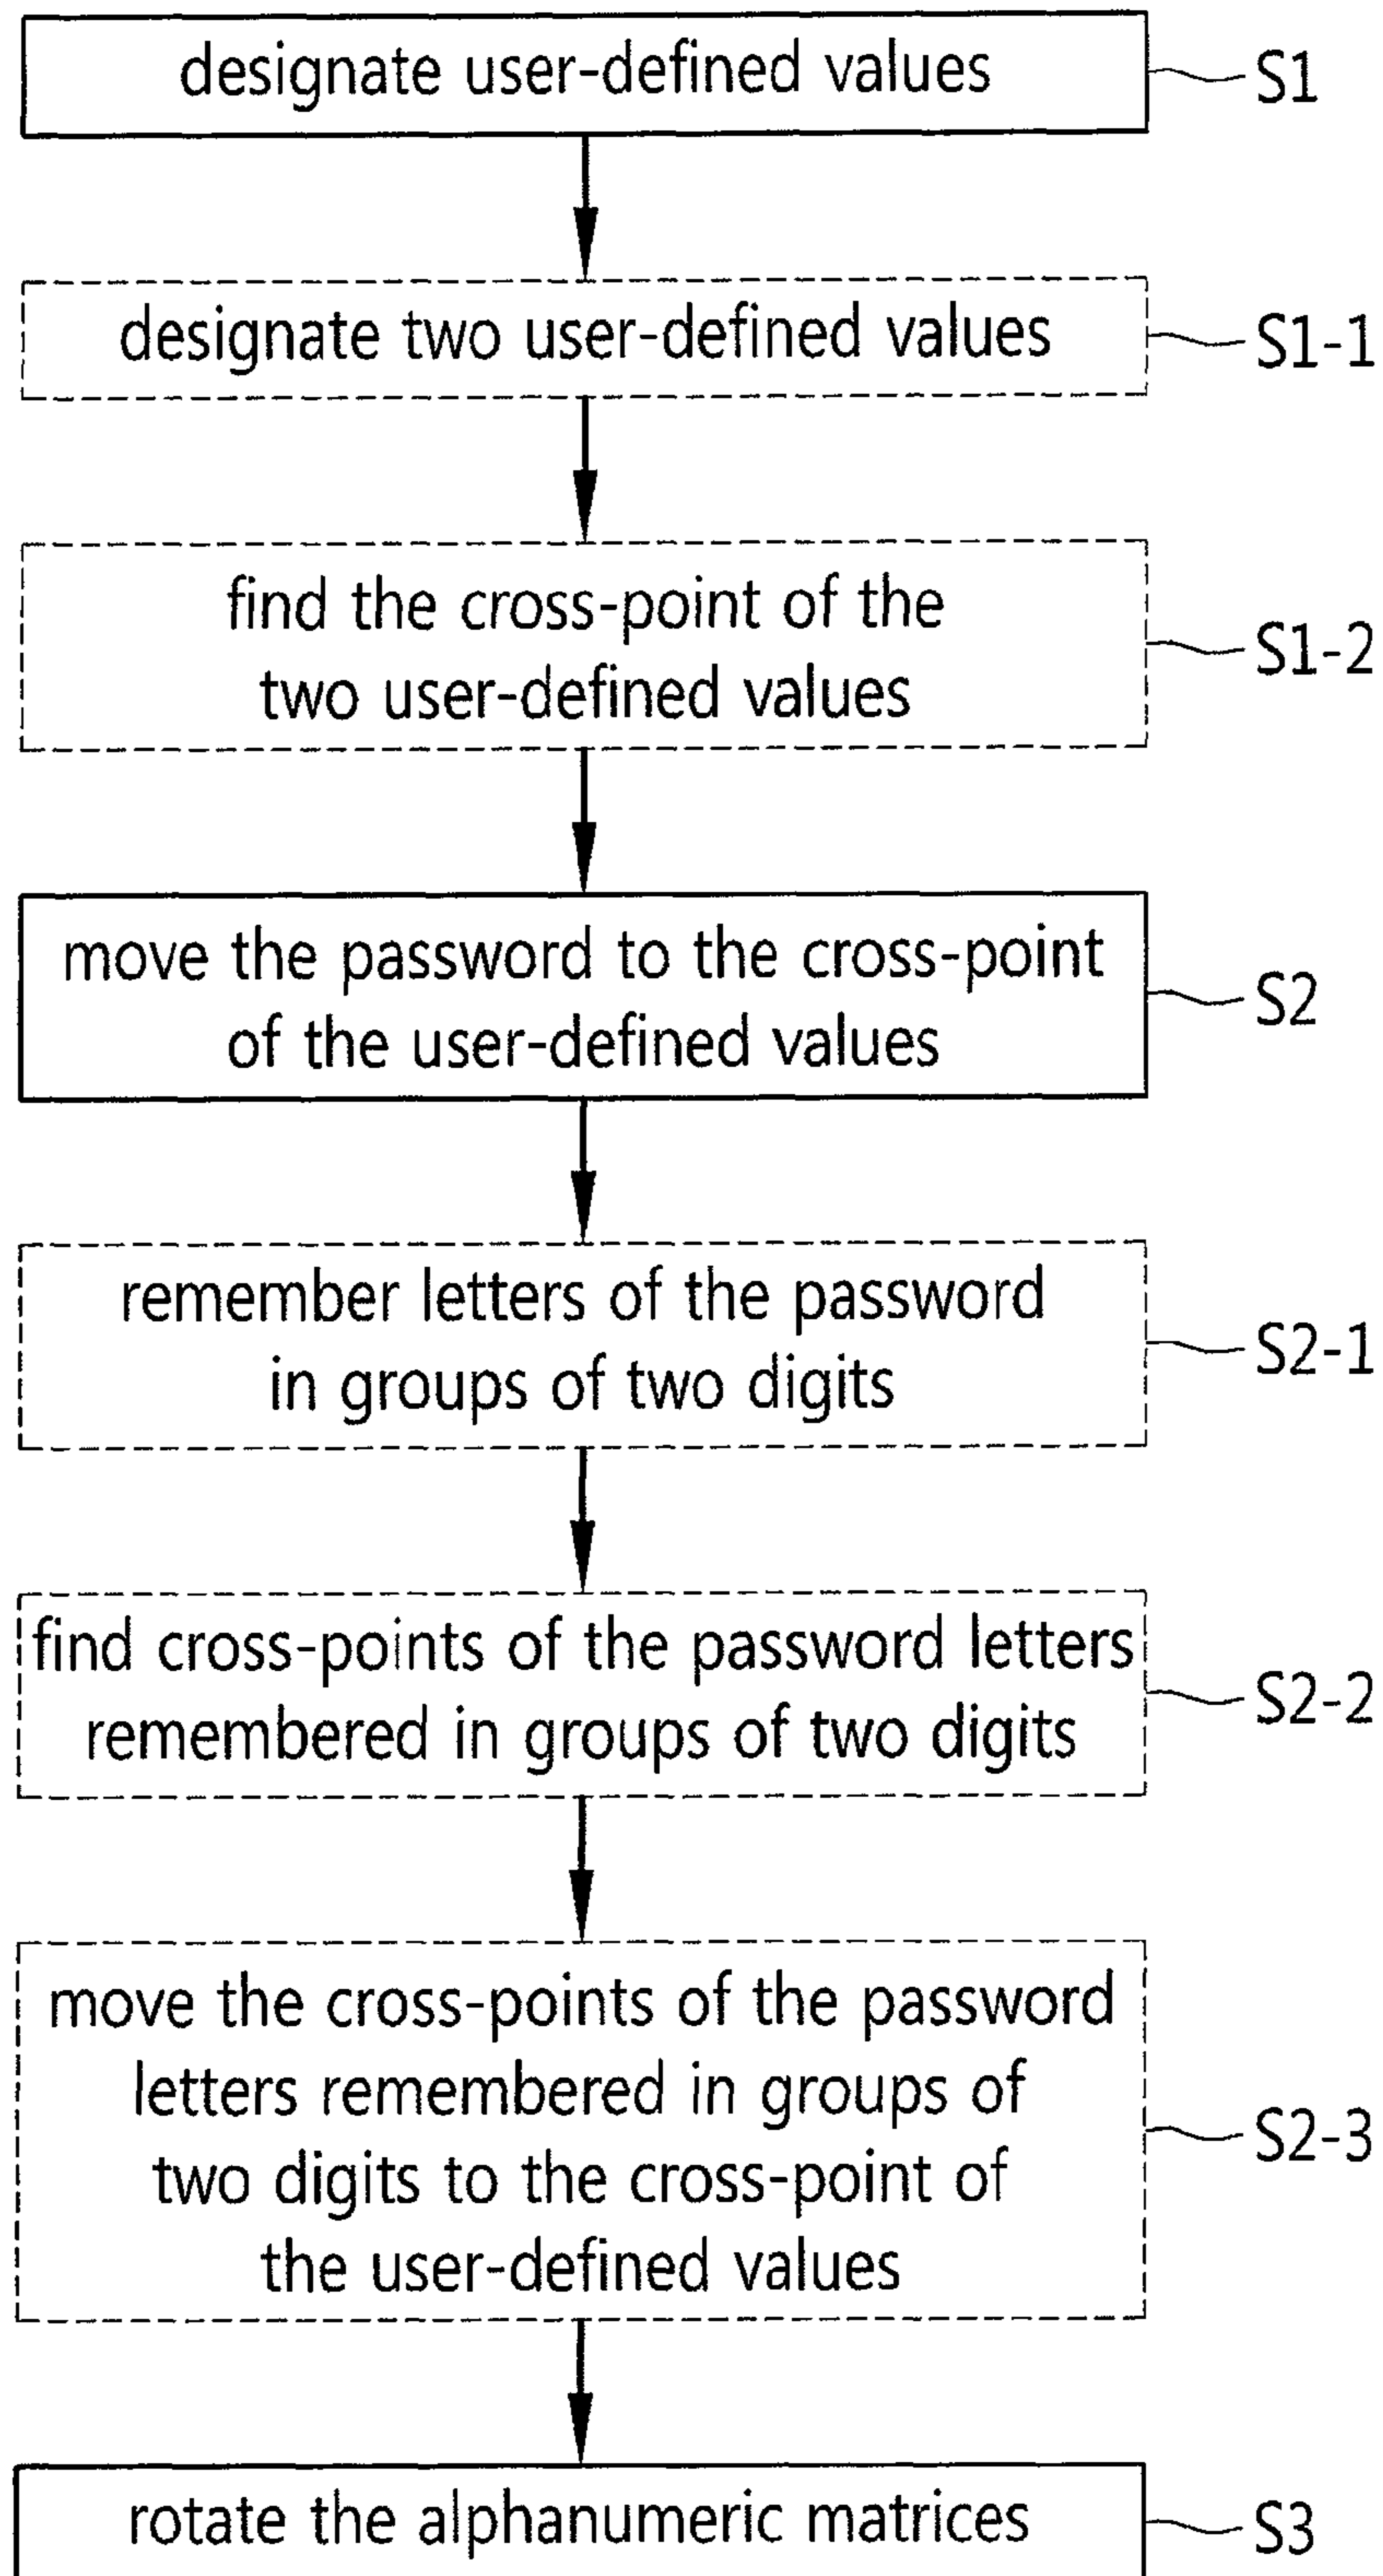 designate user-defined values
S1
designate two user-defined values
S1-1
find the cross-point of the
two user-defined values
S1-2
move the password to the cross-point
of the user-defined values
S2
remember letters of the password
in groups of two digits
S2-1
find cross-points of the password letters
remembered in groups of two digits
S2-2
move the cross-points of the password
letters remembered in groups of
two digits to the cross-point of
the user-defined values
S2-3
rotate the alphanumeric matrices
S3